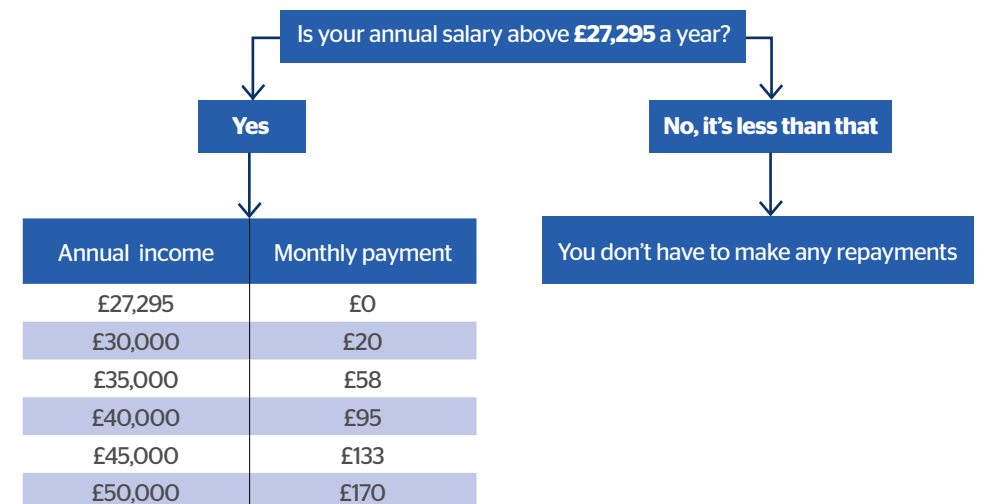 Is your annual salary above £27,295 a year?
Yes
No, it's less than that
You don't have to make any repayments
Annual income Monthly payment
£27,295 £0
£30,000 £20
£35,000 £58
£40,000 £95
£45,000 £133
£50,000 £170